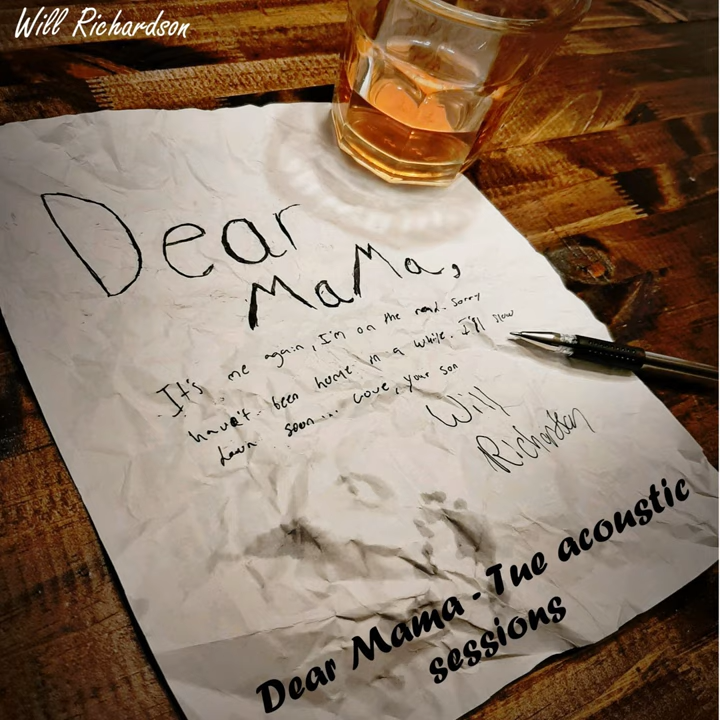 Will Richardson
Dear
MaMa,
It's me again, I'm on the road. Sorry
haven't been home in a while. I'll slow
down soon... Love, your son
Will
Richardson
Dear Mama - Tue acoustic
sessions